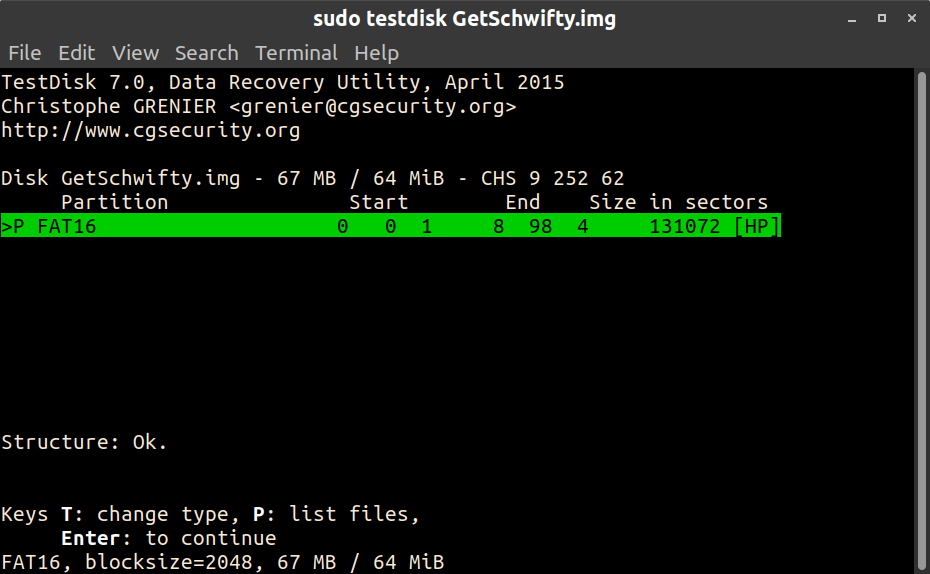 sudo testdisk GetSchwifty.img
File Edit View Search Terminal Help
TestDisk 7.0, Data Recovery Utility, April 2015
Christophe GRENIER <grenier@cgsecurity.org>
http://www.cgsecurity.org
Disk GetSchwifty.img - 67 MB / 64 MiB - CHS 9 252 62
     Partition               Start        End    Size in sectors
>P FAT16                    0   0  1     8  98  4     131072 [HP]
Structure: Ok.
Keys T: change type, P: list files,
     Enter: to continue
FAT16, blocksize=2048, 67 MB / 64 MiB